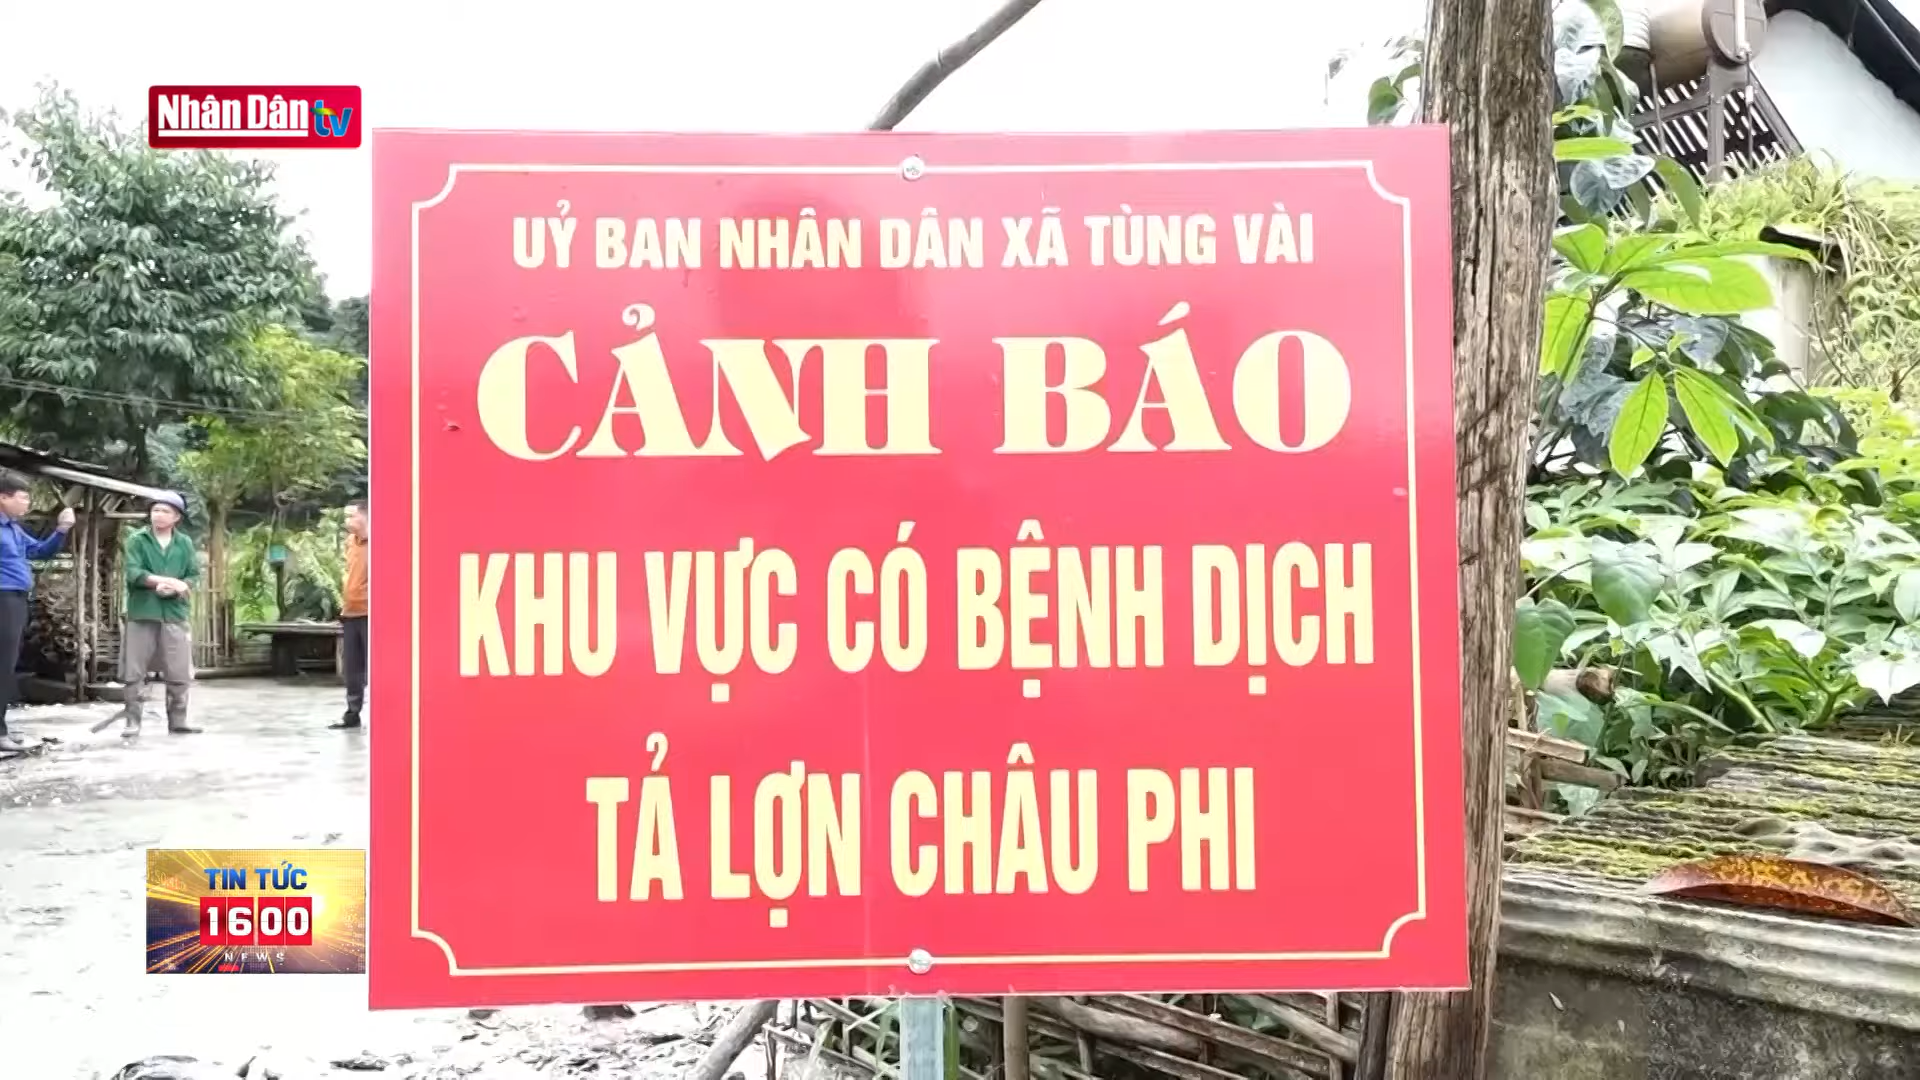 Nhân Dân tv
UỶ BAN NHÂN DÂN XÃ TÙNG VÀI
CẢNH BÁO
KHU VỰC CÓ BỆNH DỊCH
TẢ LỢN CHÂU PHI
TIN TỨC
1600
NEWS